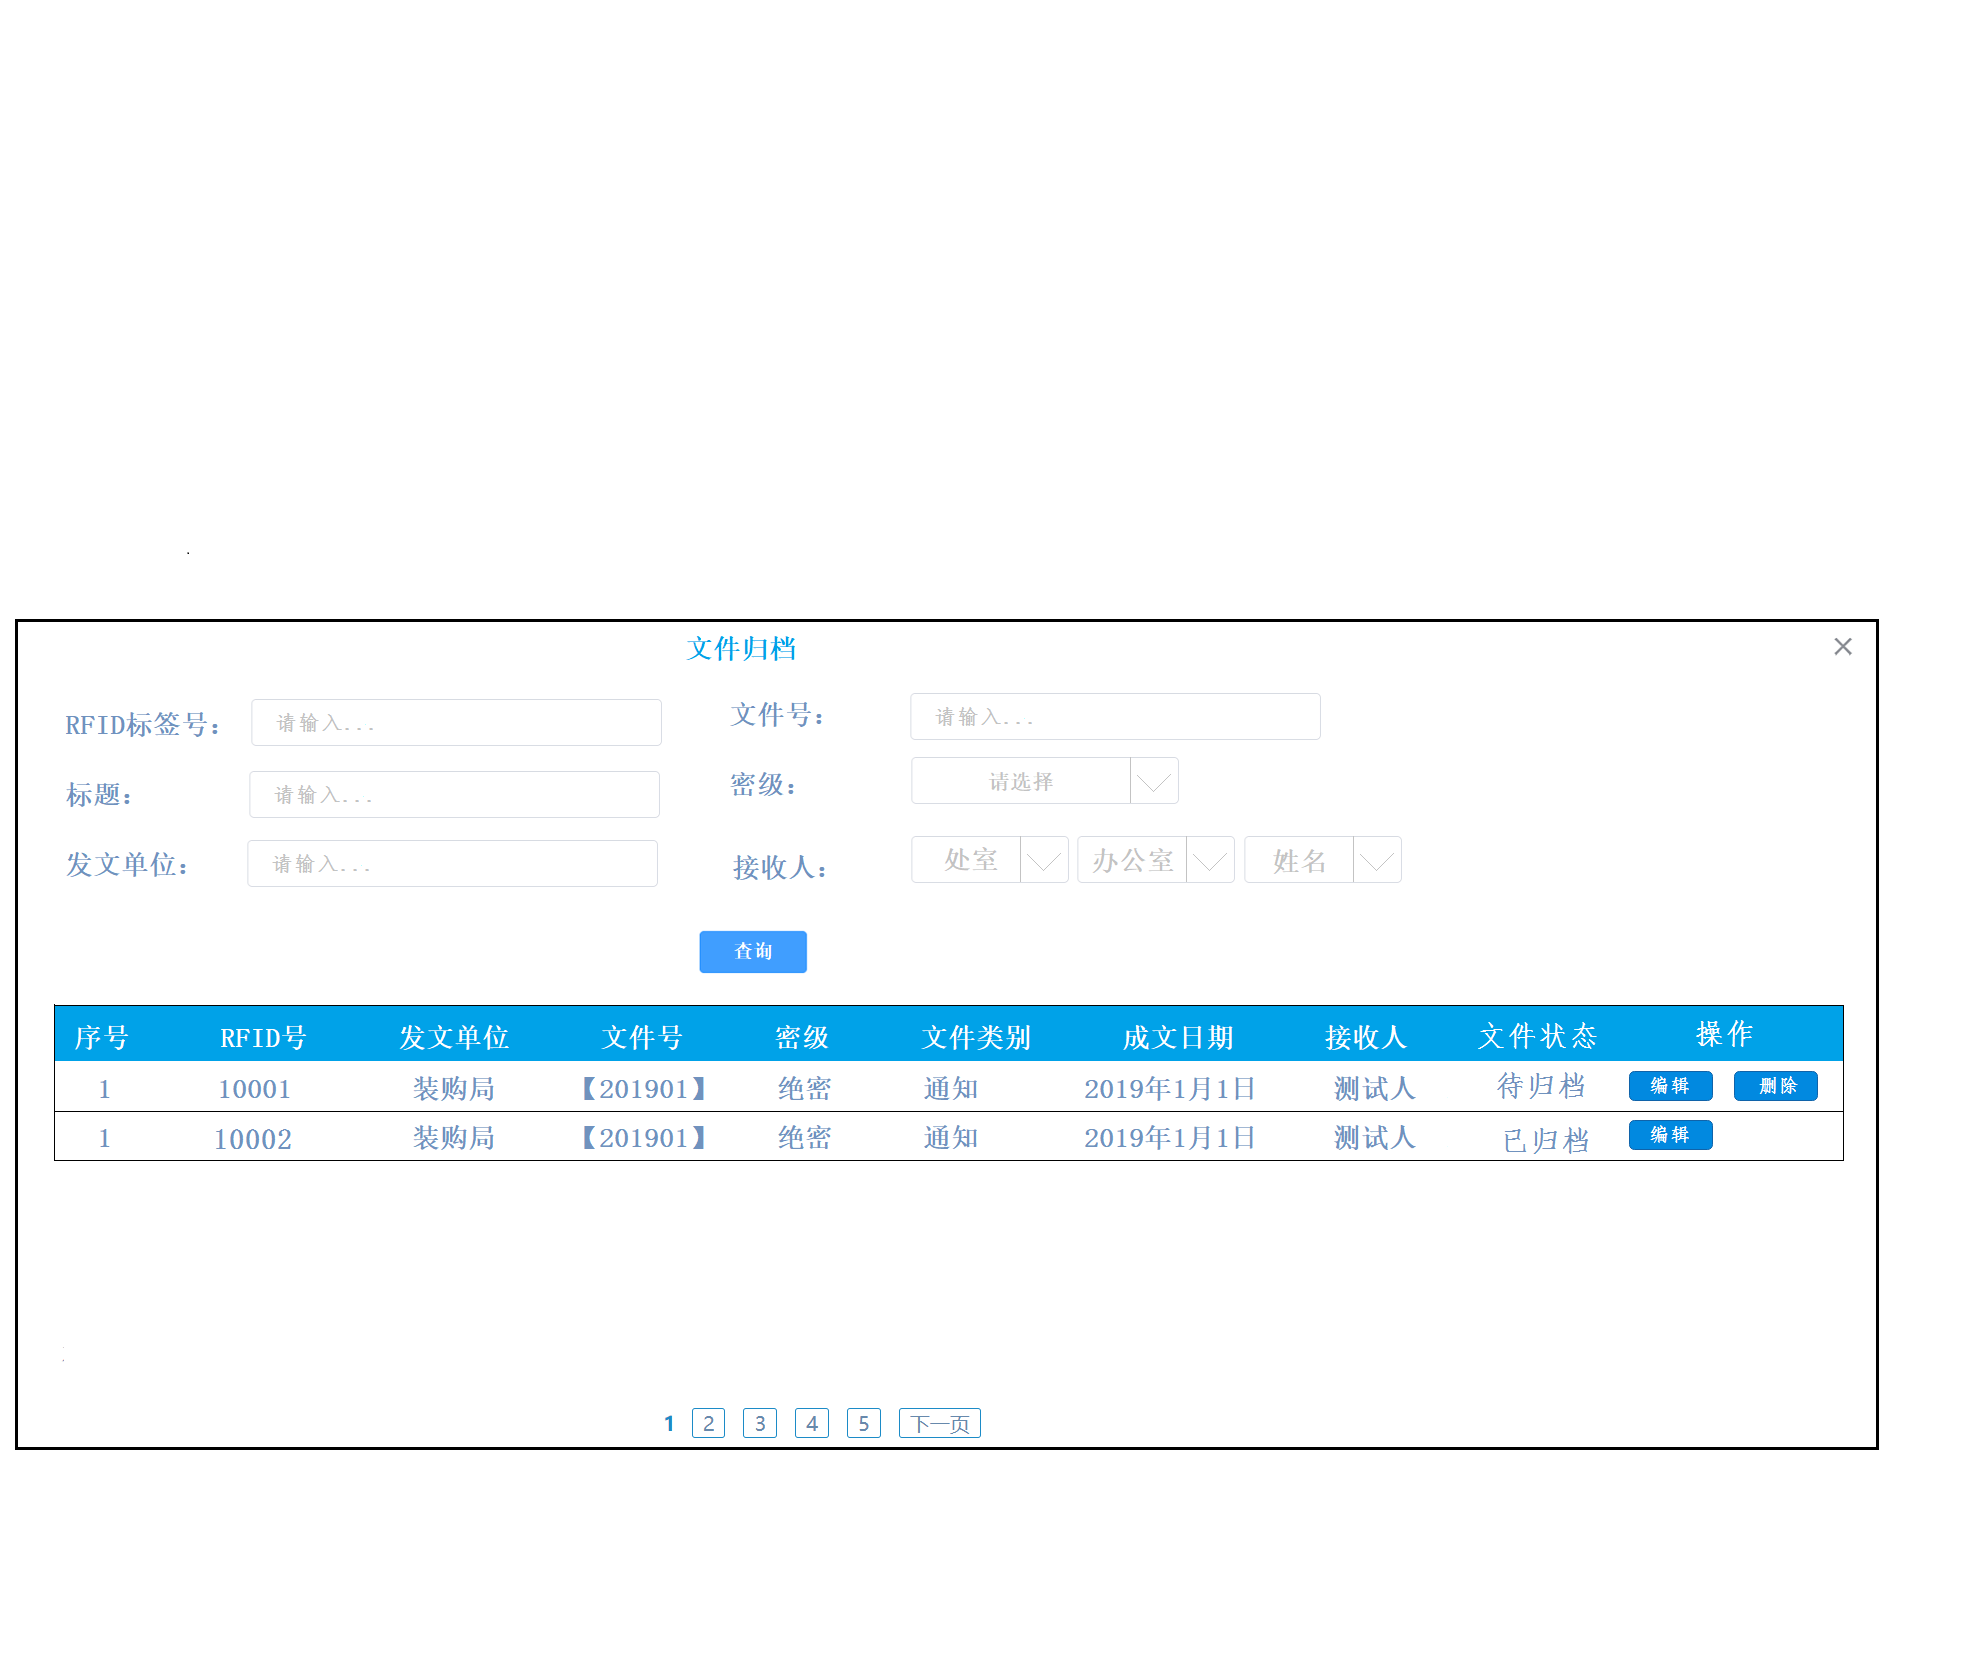 文件归档
RFID标签号： 请输入... 文件号： 请输入...
标题： 请输入... 密级： 请选择
发文单位： 请输入... 接收人： 处室 办公室 姓名
查询
序号 RFID号 发文单位 文件号 密级 文件类别 成文日期 接收人 文件状态 操作
1 10001 装购局 【201901】 绝密 通知 2019年1月1日 测试人 待归档 编辑 删除
1 10002 装购局 【201901】 绝密 通知 2019年1月1日 测试人 已归档 编辑
1 2 3 4 5 下一页